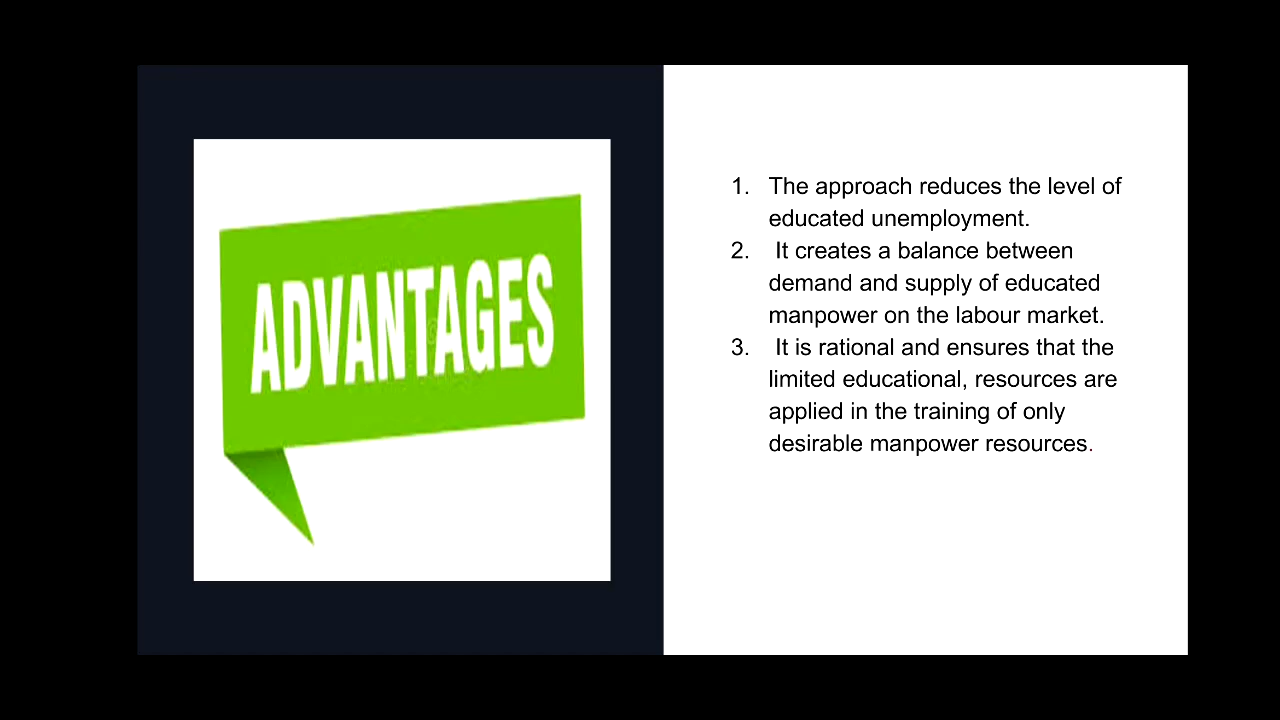 ADVANTAGES
1. The approach reduces the level of
educated unemployment.
2. It creates a balance between
demand and supply of educated
manpower on the labour market.
3. It is rational and ensures that the
limited educational, resources are
applied in the training of only
desirable manpower resources.